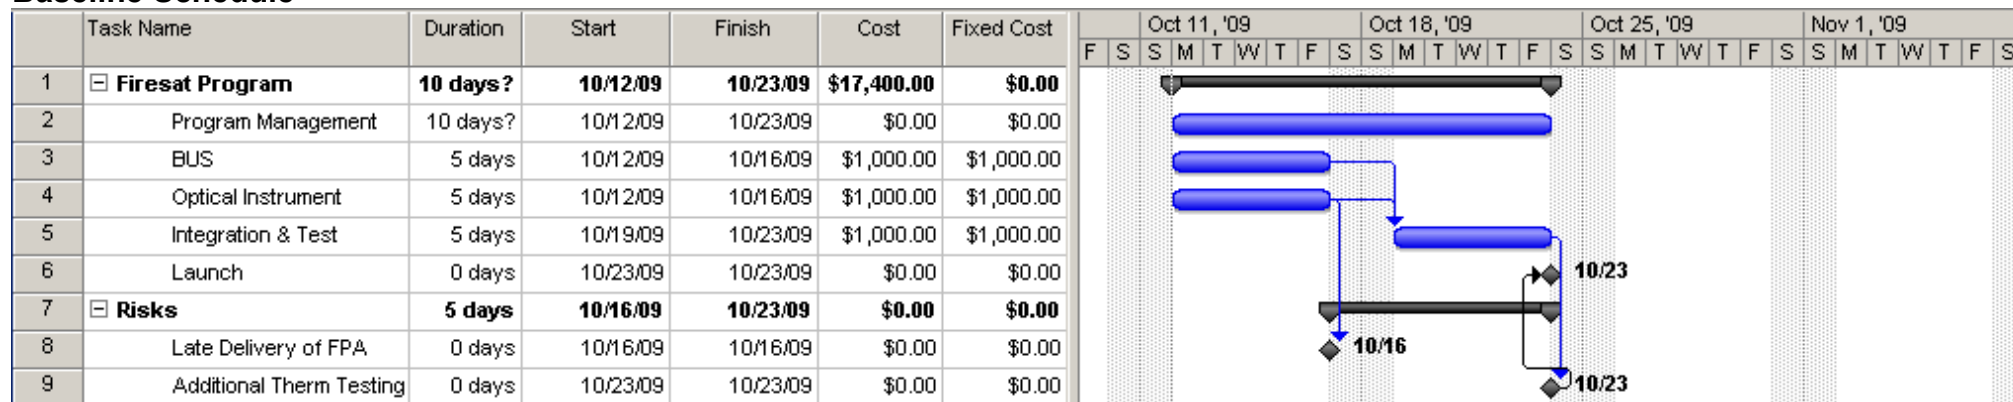 Baseline Schedule
Task Name Duration Start Finish Cost Fixed Cost Oct 11, '09 Oct 18, '09 Oct 25, '09 Nov 1, '09
F S S M T W T F S S M T W T F S S M T W T F S S M T W T F S
1 Firesat Program 10 days? 10/12/09 10/23/09 $17,400.00 $0.00
2 Program Management 10 days? 10/12/09 10/23/09 $0.00 $0.00
3 BUS 5 days 10/12/09 10/16/09 $1,000.00 $1,000.00
4 Optical Instrument 5 days 10/12/09 10/16/09 $1,000.00 $1,000.00
5 Integration & Test 5 days 10/19/09 10/23/09 $1,000.00 $1,000.00
6 Launch 0 days 10/23/09 10/23/09 $0.00 $0.00 10/23
7 Risks 5 days 10/16/09 10/23/09 $0.00 $0.00
8 Late Delivery of FPA 0 days 10/16/09 10/16/09 $0.00 $0.00 10/16
9 Additional Therm Testing 0 days 10/23/09 10/23/09 $0.00 $0.00 10/23